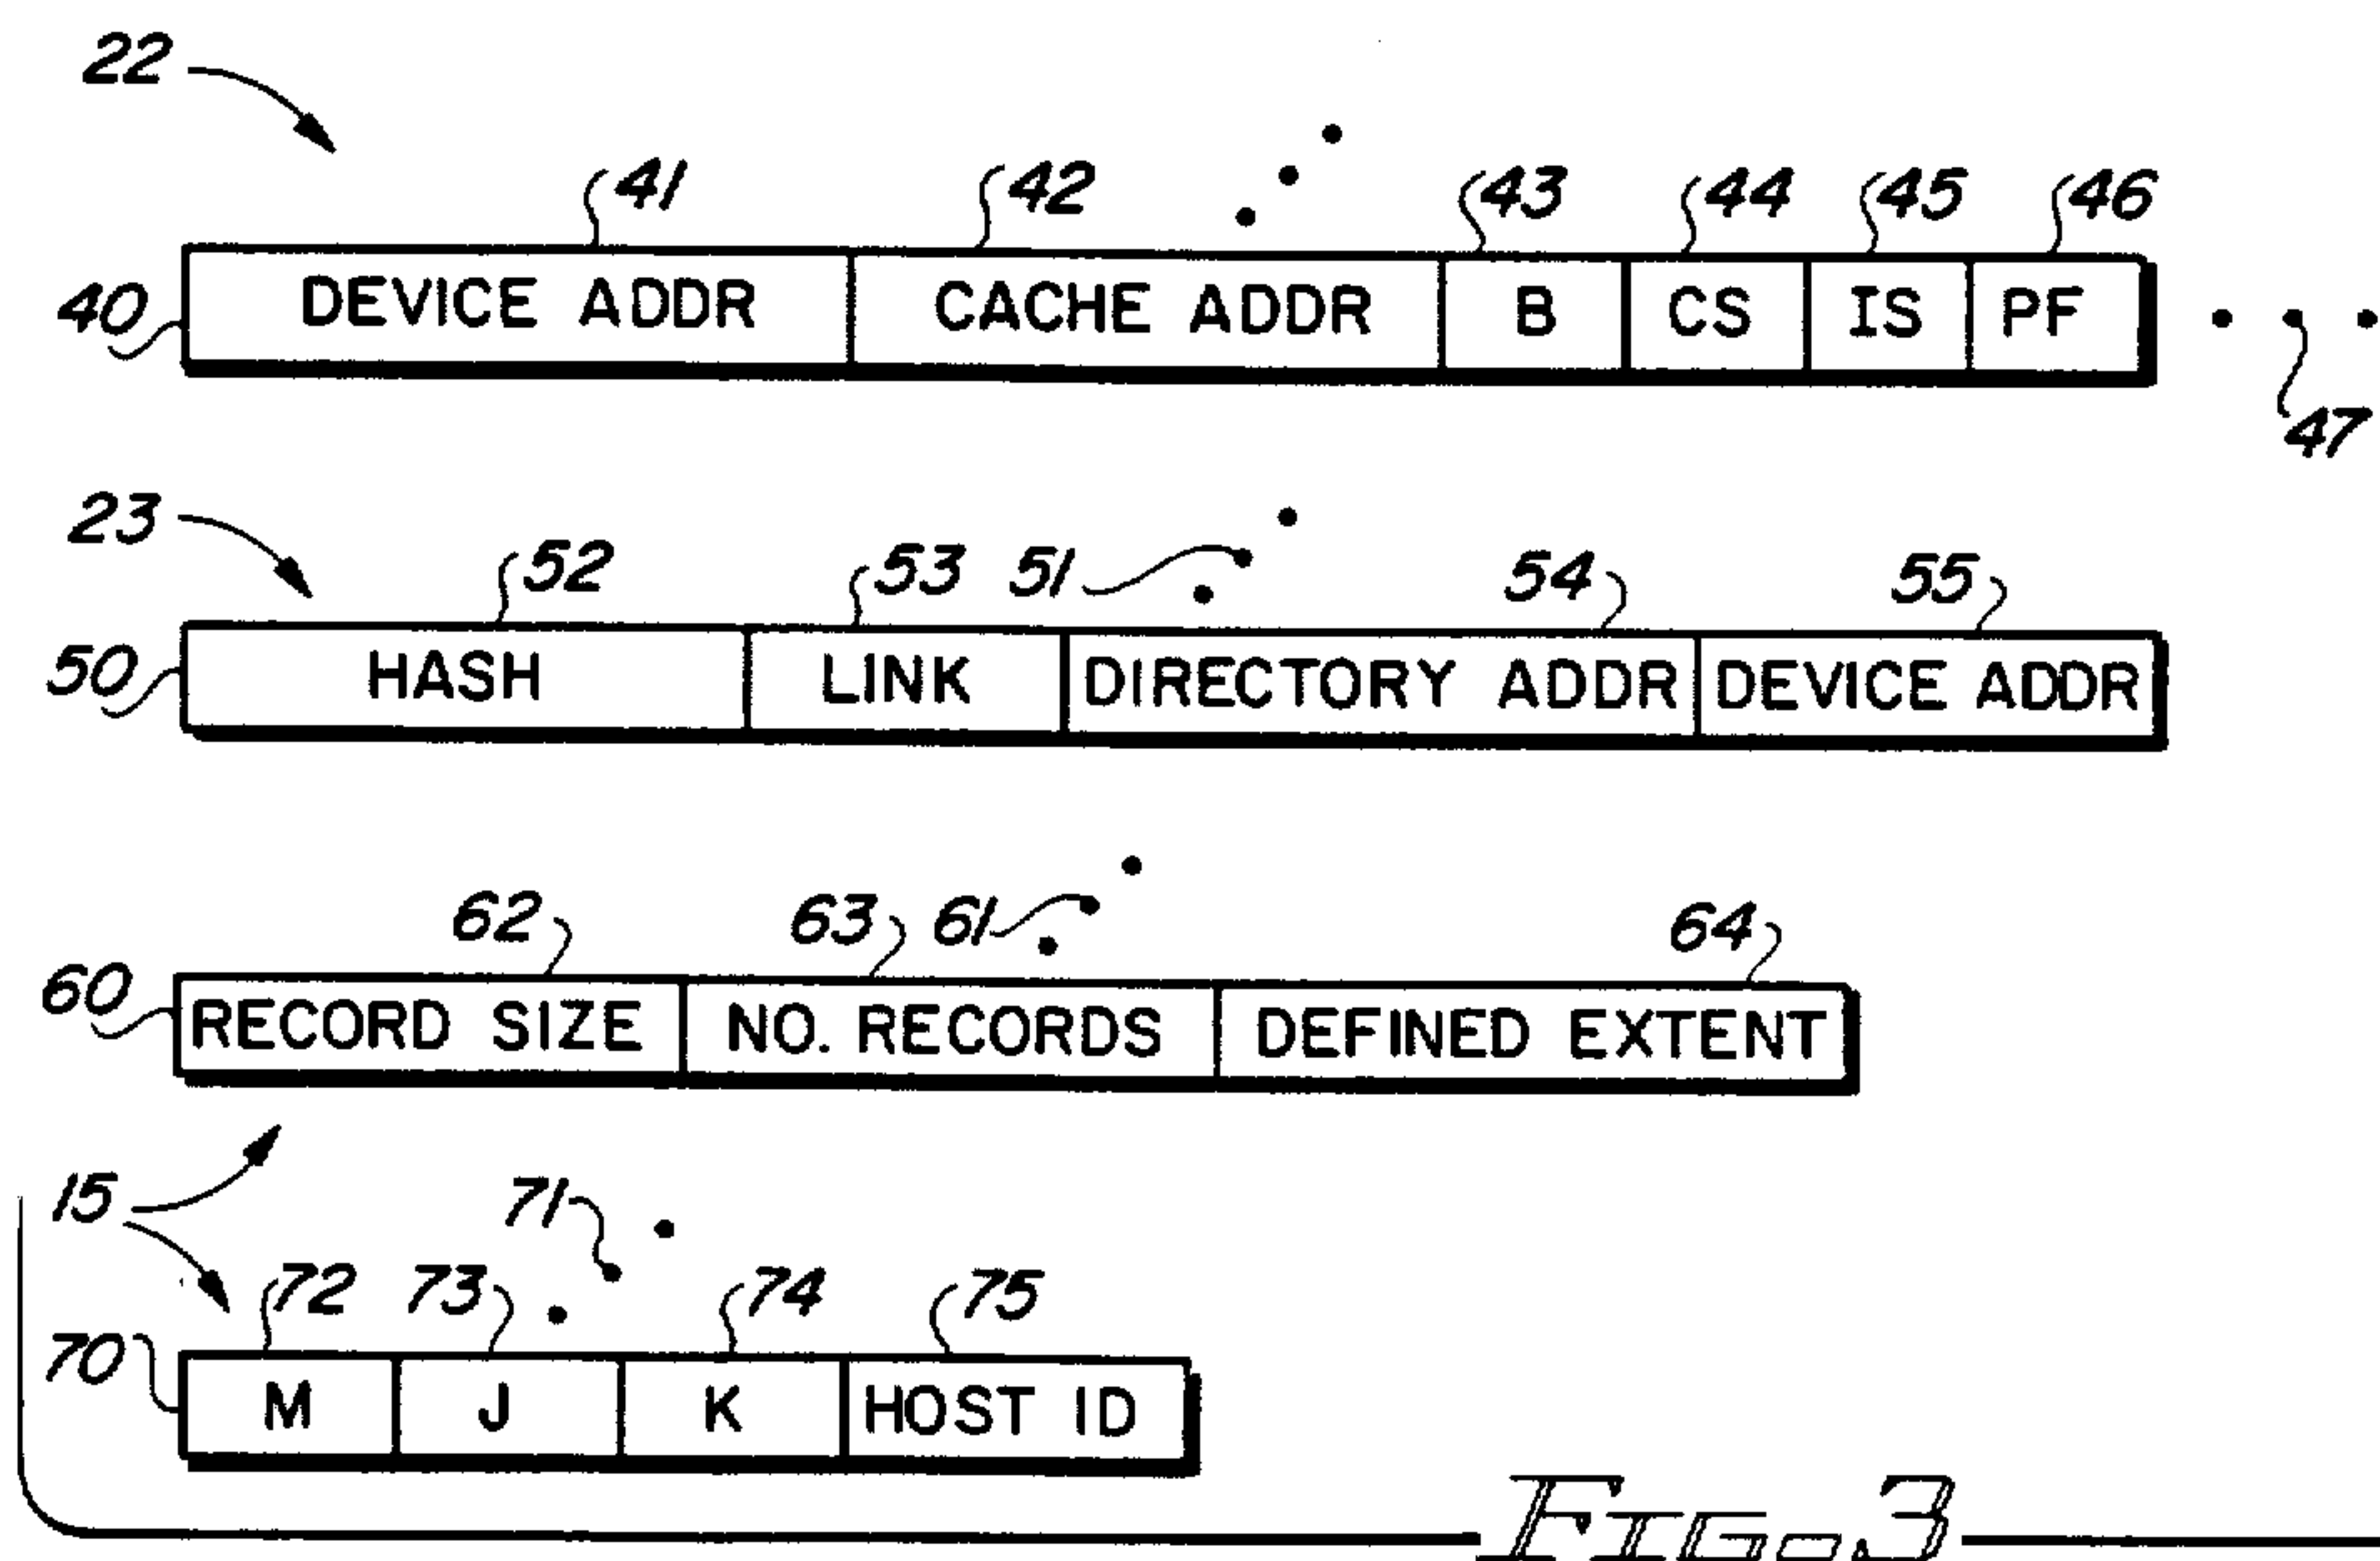 22
41 42 43 44 45 46
40 DEVICE ADDR CACHE ADDR B CS IS PF
47
23
52 53 51 54 55
50 HASH LINK DIRECTORY ADDR DEVICE ADDR
62 63 61 64
60 RECORD SIZE NO. RECORDS DEFINED EXTENT
15 71
72 73 74 75
70 M J K HOST ID
FIG. 3